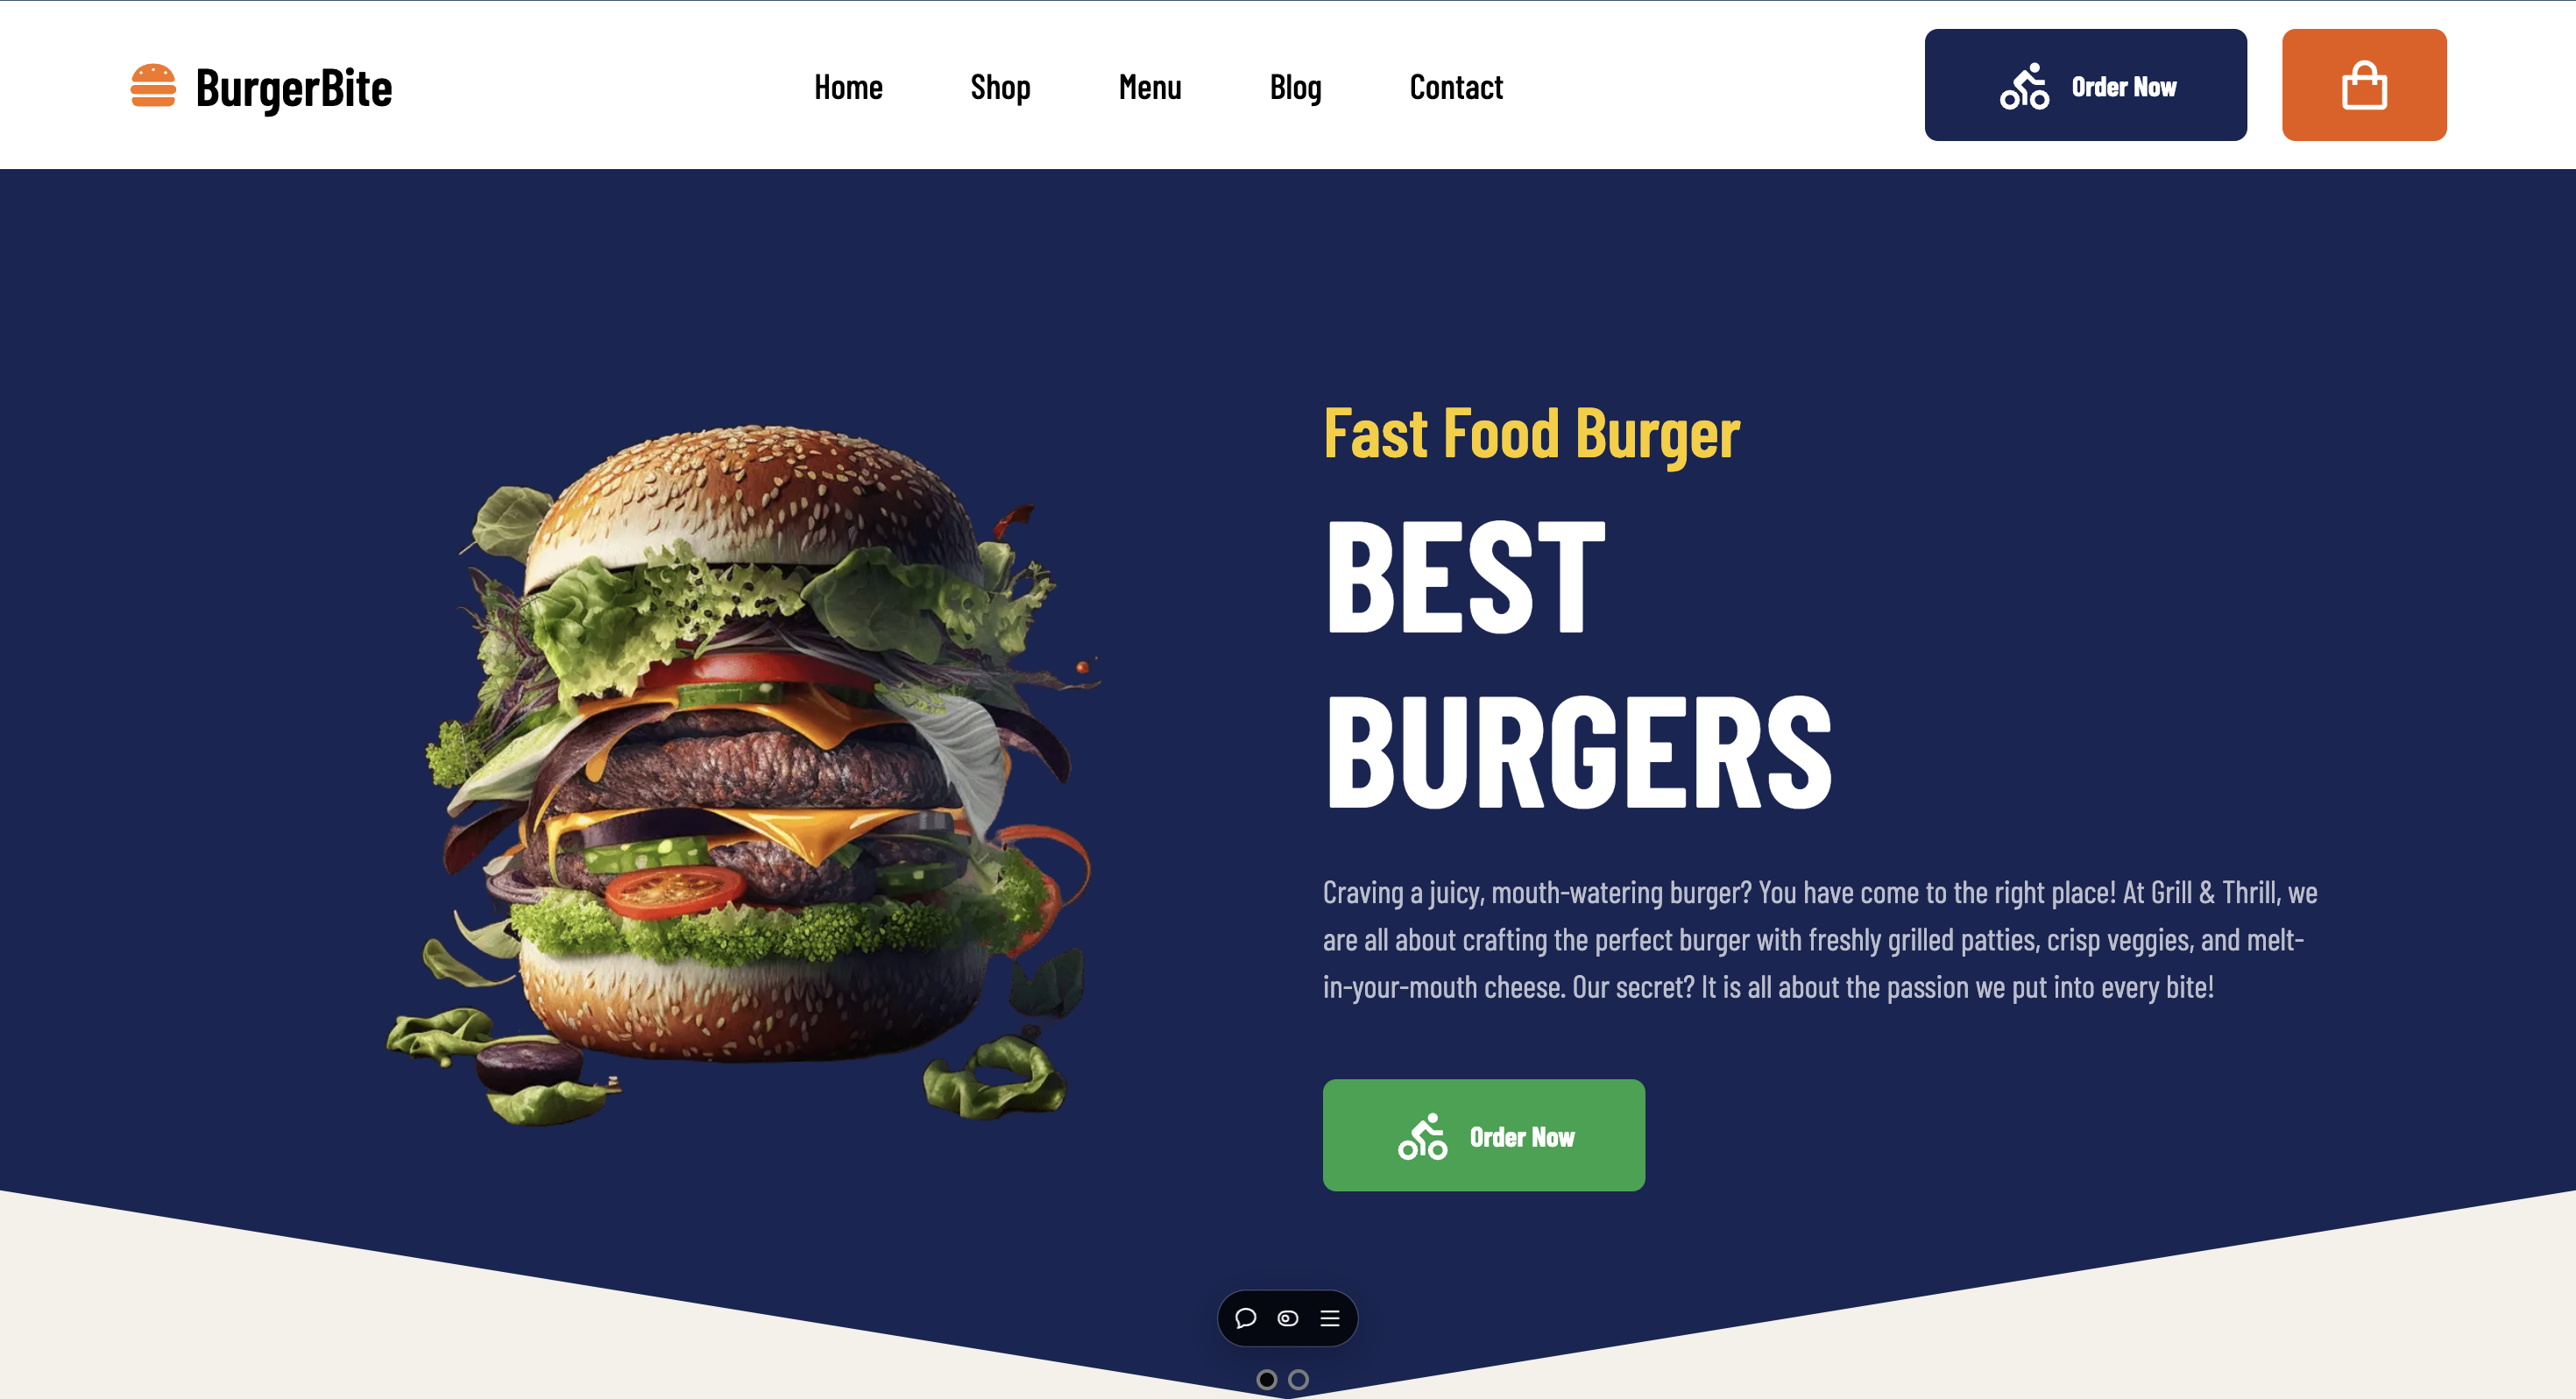 BurgerBite
Home
Shop
Menu
Blog
Contact
Order Now
Fast Food Burger
BEST
BURGERS
Craving a juicy, mouth-watering burger? You have come to the right place! At Grill & Thrill, we
are all about crafting the perfect burger with freshly grilled patties, crisp veggies, and melt-
in-your-mouth cheese. Our secret? It is all about the passion we put into every bite!
Order Now